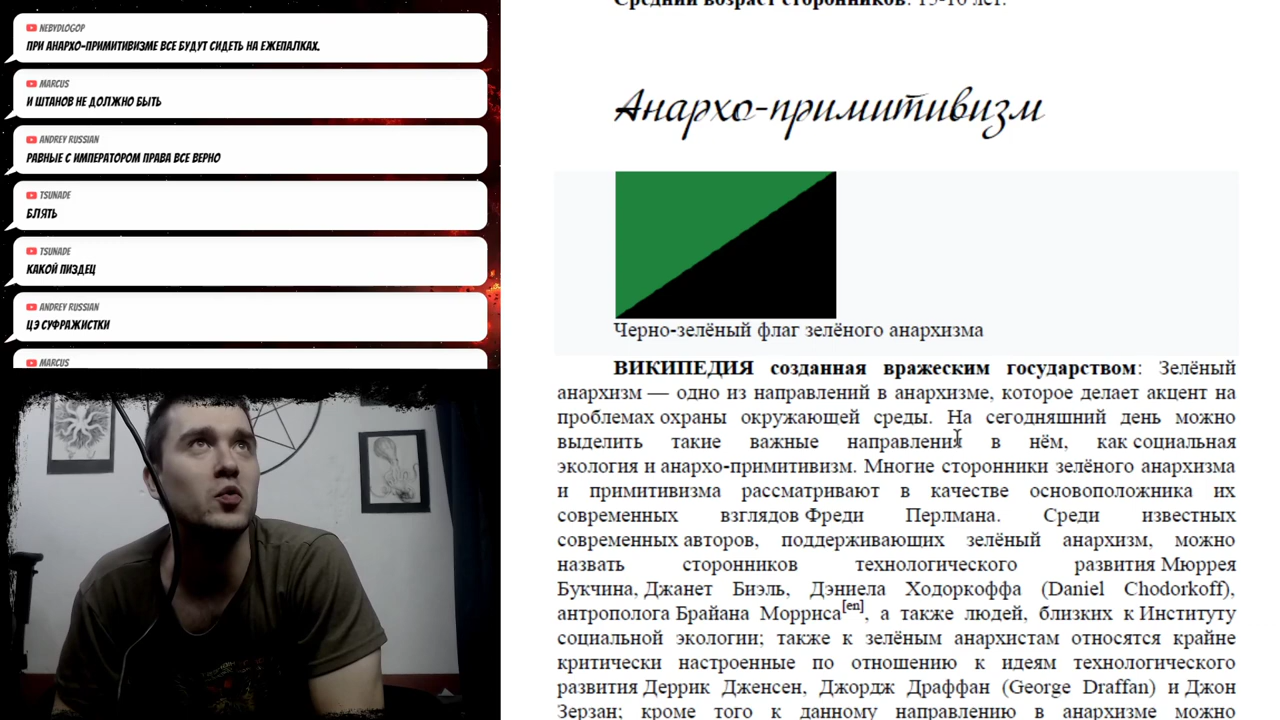 NEBYDLOGOP
ПРИ АНАРХО-ПРИМИТИВИЗМЕ ВСЕ БУДУТ СИДЕТЬ НА ЕЖЕПАЛКАХ.
MARCUS
И ШТАНОВ НЕ ДОЛЖНО БЫТЬ
ANDREY RUSSIAN
РАВНЫЕ С ИМПЕРАТОРОМ ПРАВА ВСЕ ВЕРНО
TSUNADE
БЛЯТЬ
TSUNADE
КАКОЙ ПИЗДЕЦ
ANDREY RUSSIAN
ЦЭ СУФРАЖИСТКИ
MARCUS
Средний возраст сторонников: 15-16 лет.
Анархо-примитивизм
Черно-зелёный флаг зелёного анархизма
ВИКИПЕДИЯ созданная вражеским государством: Зелёный
анархизм — одно из направлений в анархизме, которое делает акцент на
проблемах охраны окружающей среды. На сегодняшний день можно
выделить такие важные направления в нём, как социальная
экология и анархо-примитивизм. Многие сторонники зелёного анархизма
и примитивизма рассматривают в качестве основоположника их
современных взглядов Фреди Перлмана. Среди известных
современных авторов, поддерживающих зелёный анархизм, можно
назвать сторонников технологического развития Мюррея
Букчина, Джанет Биэль, Дэниела Ходоркоффа (Daniel Chodorkoff),
антрополога Брайана Морриса[en], а также людей, близких к Институту
социальной экологии; также к зелёным анархистам относятся крайне
критически настроенные по отношению к идеям технологического
развития Деррик Дженсен, Джордж Драффан (George Draffan) и Джон
Зерзан; кроме того к данному направлению в анархизме можно